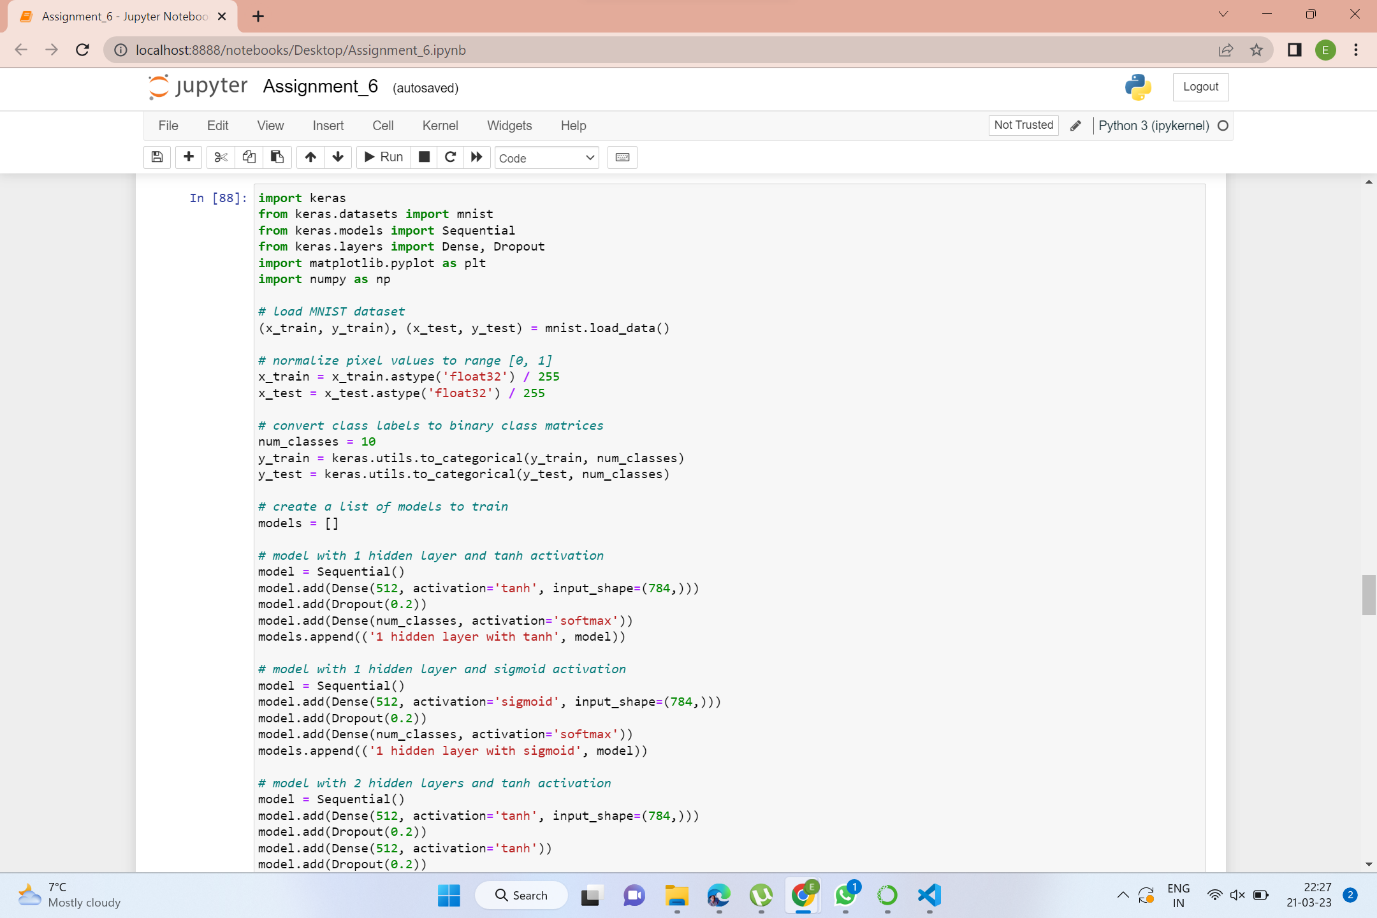 Assignment_6 - Jupyter Noteboo
localhost:8888/notebooks/Desktop/Assignment_6.ipynb
E
jupyter Assignment_6 (autosaved)
Logout
File Edit View Insert Cell Kernel Widgets Help
Not Trusted
Python 3 (ipykernel)
Run
Code
In [88]:
import keras
from keras.datasets import mnist
from keras.models import Sequential
from keras.layers import Dense, Dropout
import matplotlib.pyplot as plt
import numpy as np
# load MNIST dataset
(x_train, y_train), (x_test, y_test) = mnist.load_data()
# normalize pixel values to range [0, 1]
x_train = x_train.astype('float32') / 255
x_test = x_test.astype('float32') / 255
# convert class labels to binary class matrices
num_classes = 10
y_train = keras.utils.to_categorical(y_train, num_classes)
y_test = keras.utils.to_categorical(y_test, num_classes)
# create a list of models to train
models = []
# model with 1 hidden layer and tanh activation
model = Sequential()
model.add(Dense(512, activation='tanh', input_shape=(784,)))
model.add(Dropout(0.2))
model.add(Dense(num_classes, activation='softmax'))
models.append(('1 hidden layer with tanh', model))
# model with 1 hidden layer and sigmoid activation
model = Sequential()
model.add(Dense(512, activation='sigmoid', input_shape=(784,)))
model.add(Dropout(0.2))
model.add(Dense(num_classes, activation='softmax'))
models.append(('1 hidden layer with sigmoid', model))
# model with 2 hidden layers and tanh activation
model = Sequential()
model.add(Dense(512, activation='tanh', input_shape=(784,)))
model.add(Dropout(0.2))
model.add(Dense(512, activation='tanh'))
model.add(Dropout(0.2))
7°C
Mostly cloudy
Search
E
1
ENG
IN
22:27
21-03-23
2